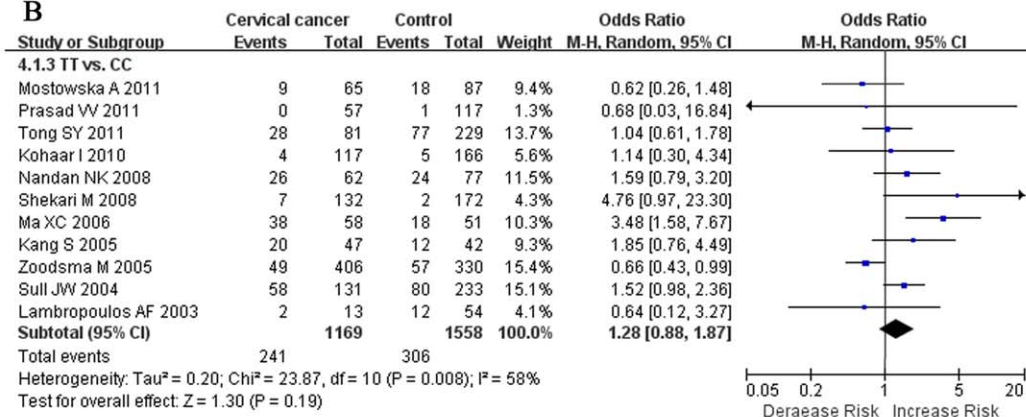 B
Cervical cancer Control Odds Ratio Odds Ratio
Study or Subgroup Events Total Events Total Weight M-H, Random, 95% CI M-H, Random, 95% CI
4.1.3 TT vs. CC
Mostowska A 2011 9 65 18 87 9.4% 0.62 [0.26, 1.48]
Prasad VV 2011 0 57 1 117 1.3% 0.68 [0.03, 16.84]
Tong SY 2011 28 81 77 229 13.7% 1.04 [0.61, 1.78]
Kohaar I 2010 4 117 5 166 5.6% 1.14 [0.30, 4.34]
Nandan NK 2008 26 62 24 77 11.5% 1.59 [0.79, 3.20]
Shekari M 2008 7 132 2 172 4.3% 4.76 [0.97, 23.30]
Ma XC 2006 38 58 18 51 10.3% 3.48 [1.58, 7.67]
Kang S 2005 20 47 12 42 9.3% 1.85 [0.76, 4.49]
Zoodsma M 2005 49 406 57 330 15.4% 0.66 [0.43, 0.99]
Sull JW 2004 58 131 80 233 15.1% 1.52 [0.98, 2.36]
Lambropoulos AF 2003 2 13 12 54 4.1% 0.64 [0.12, 3.27]
Subtotal (95% CI) 1169 1558 100.0% 1.28 [0.88, 1.87]
Total events 241 306
Heterogeneity: Tau² = 0.20; Chi² = 23.87, df = 10 (P = 0.008); I² = 58%
Test for overall effect: Z = 1.30 (P = 0.19)
0.05 0.2 1 5 20
Deraease Risk Increase Risk